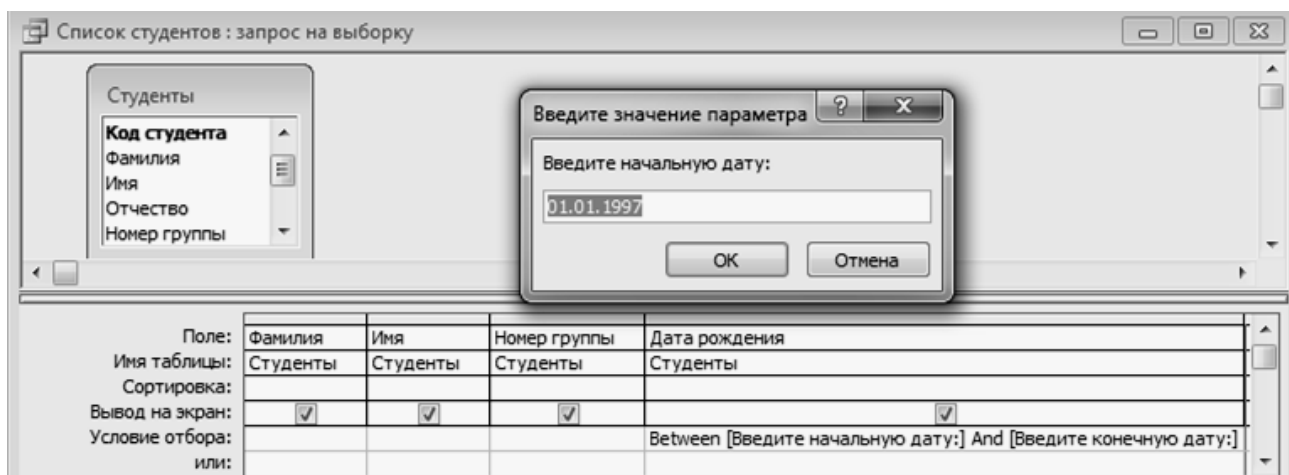 Список студентов : запрос на выборку
Студенты
Код студента
Фамилия
Имя
Отчество
Номер группы
Введите значение параметра
Введите начальную дату:
01.01.1997
ОК
Отмена
Поле: Фамилия Имя Номер группы Дата рождения
Имя таблицы: Студенты Студенты Студенты Студенты
Сортировка:
Вывод на экран:
Условие отбора: Between [Введите начальную дату:] And [Введите конечную дату:]
или: